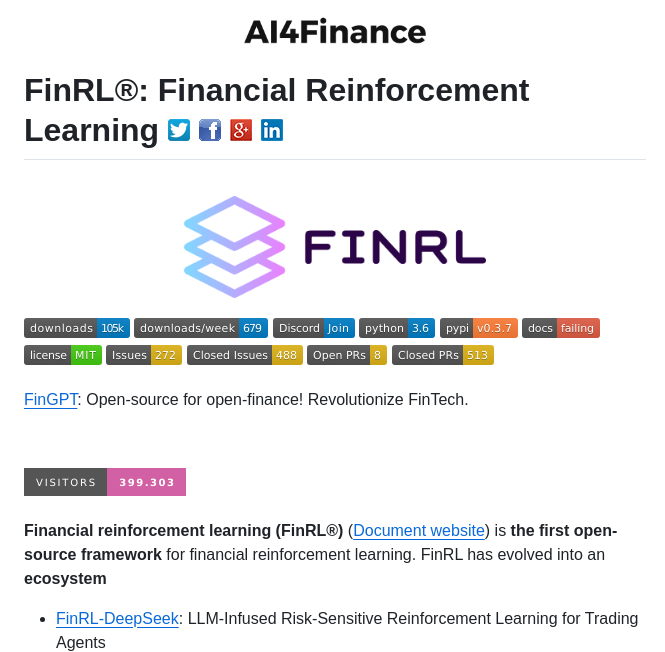 AI4Finance
FinRL®: Financial Reinforcement
Learning
FINRL
downloads 105k downloads/week 679 Discord Join python 3.6 pypi v0.3.7 docs failing
license MIT Issues 272 Closed Issues 488 Open PRs 8 Closed PRs 513
FinGPT: Open-source for open-finance! Revolutionize FinTech.
VISITORS 399.303
Financial reinforcement learning (FinRL®) (Document website) is the first open-
source framework for financial reinforcement learning. FinRL has evolved into an
ecosystem
• FinRL-DeepSeek: LLM-Infused Risk-Sensitive Reinforcement Learning for Trading
Agents